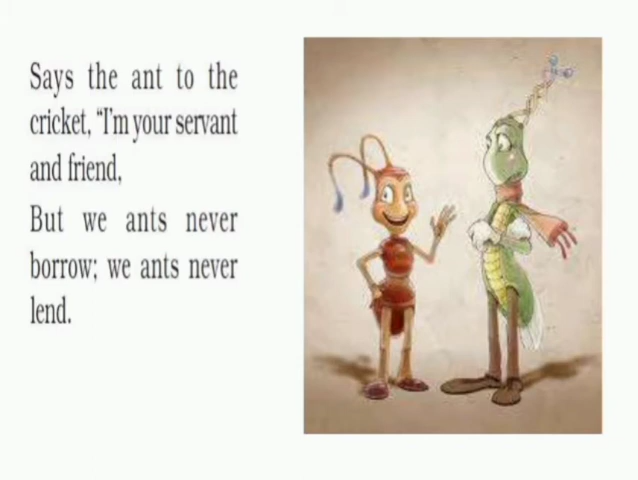 Says the ant to the
cricket, "I'm your servant
and friend,
But we ants never
borrow; we ants never
lend.